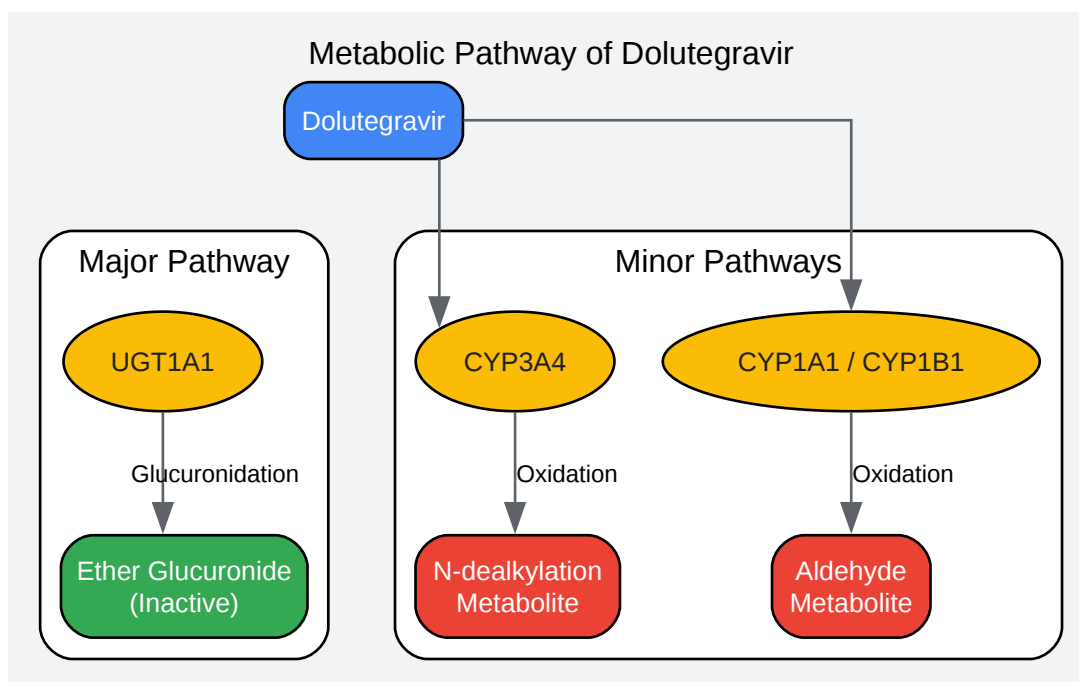 Metabolic Pathway of Dolutegravir
Dolutegravir
Major Pathway
UGT1A1
Glucuronidation
Ether Glucuronide
(Inactive)
Minor Pathways
CYP3A4
CYP1A1 / CYP1B1
Oxidation
Oxidation
N-dealkylation
Metabolite
Aldehyde
Metabolite